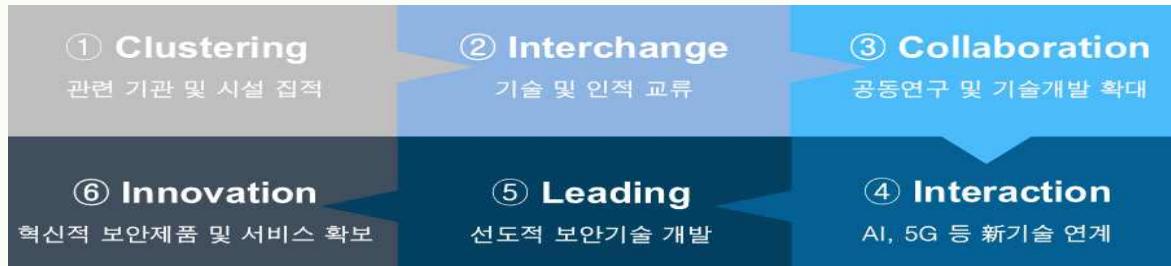 ① Clustering
관련 기관 및 시설 집적
② Interchange
기술 및 인적 교류
③ Collaboration
공동연구 및 기술개발 확대
④ Interaction
AI, 5G 등 新기술 연계
⑤ Leading
선도적 보안기술 개발
⑥ Innovation
혁신적 보안제품 및 서비스 확보